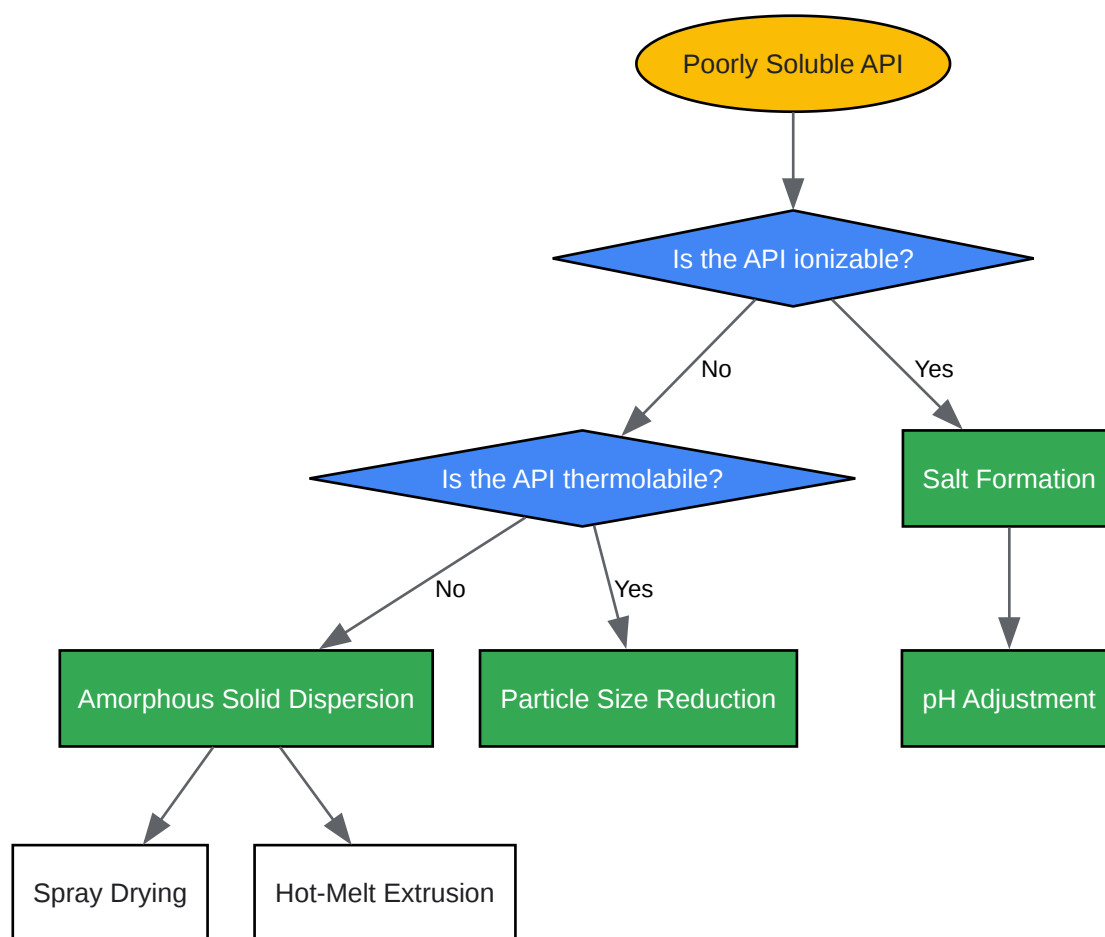 Poorly Soluble API
Is the API ionizable?
No
Yes
Is the API thermolabile?
Salt Formation
No
Yes
Amorphous Solid Dispersion
Particle Size Reduction
pH Adjustment
Spray Drying
Hot-Melt Extrusion